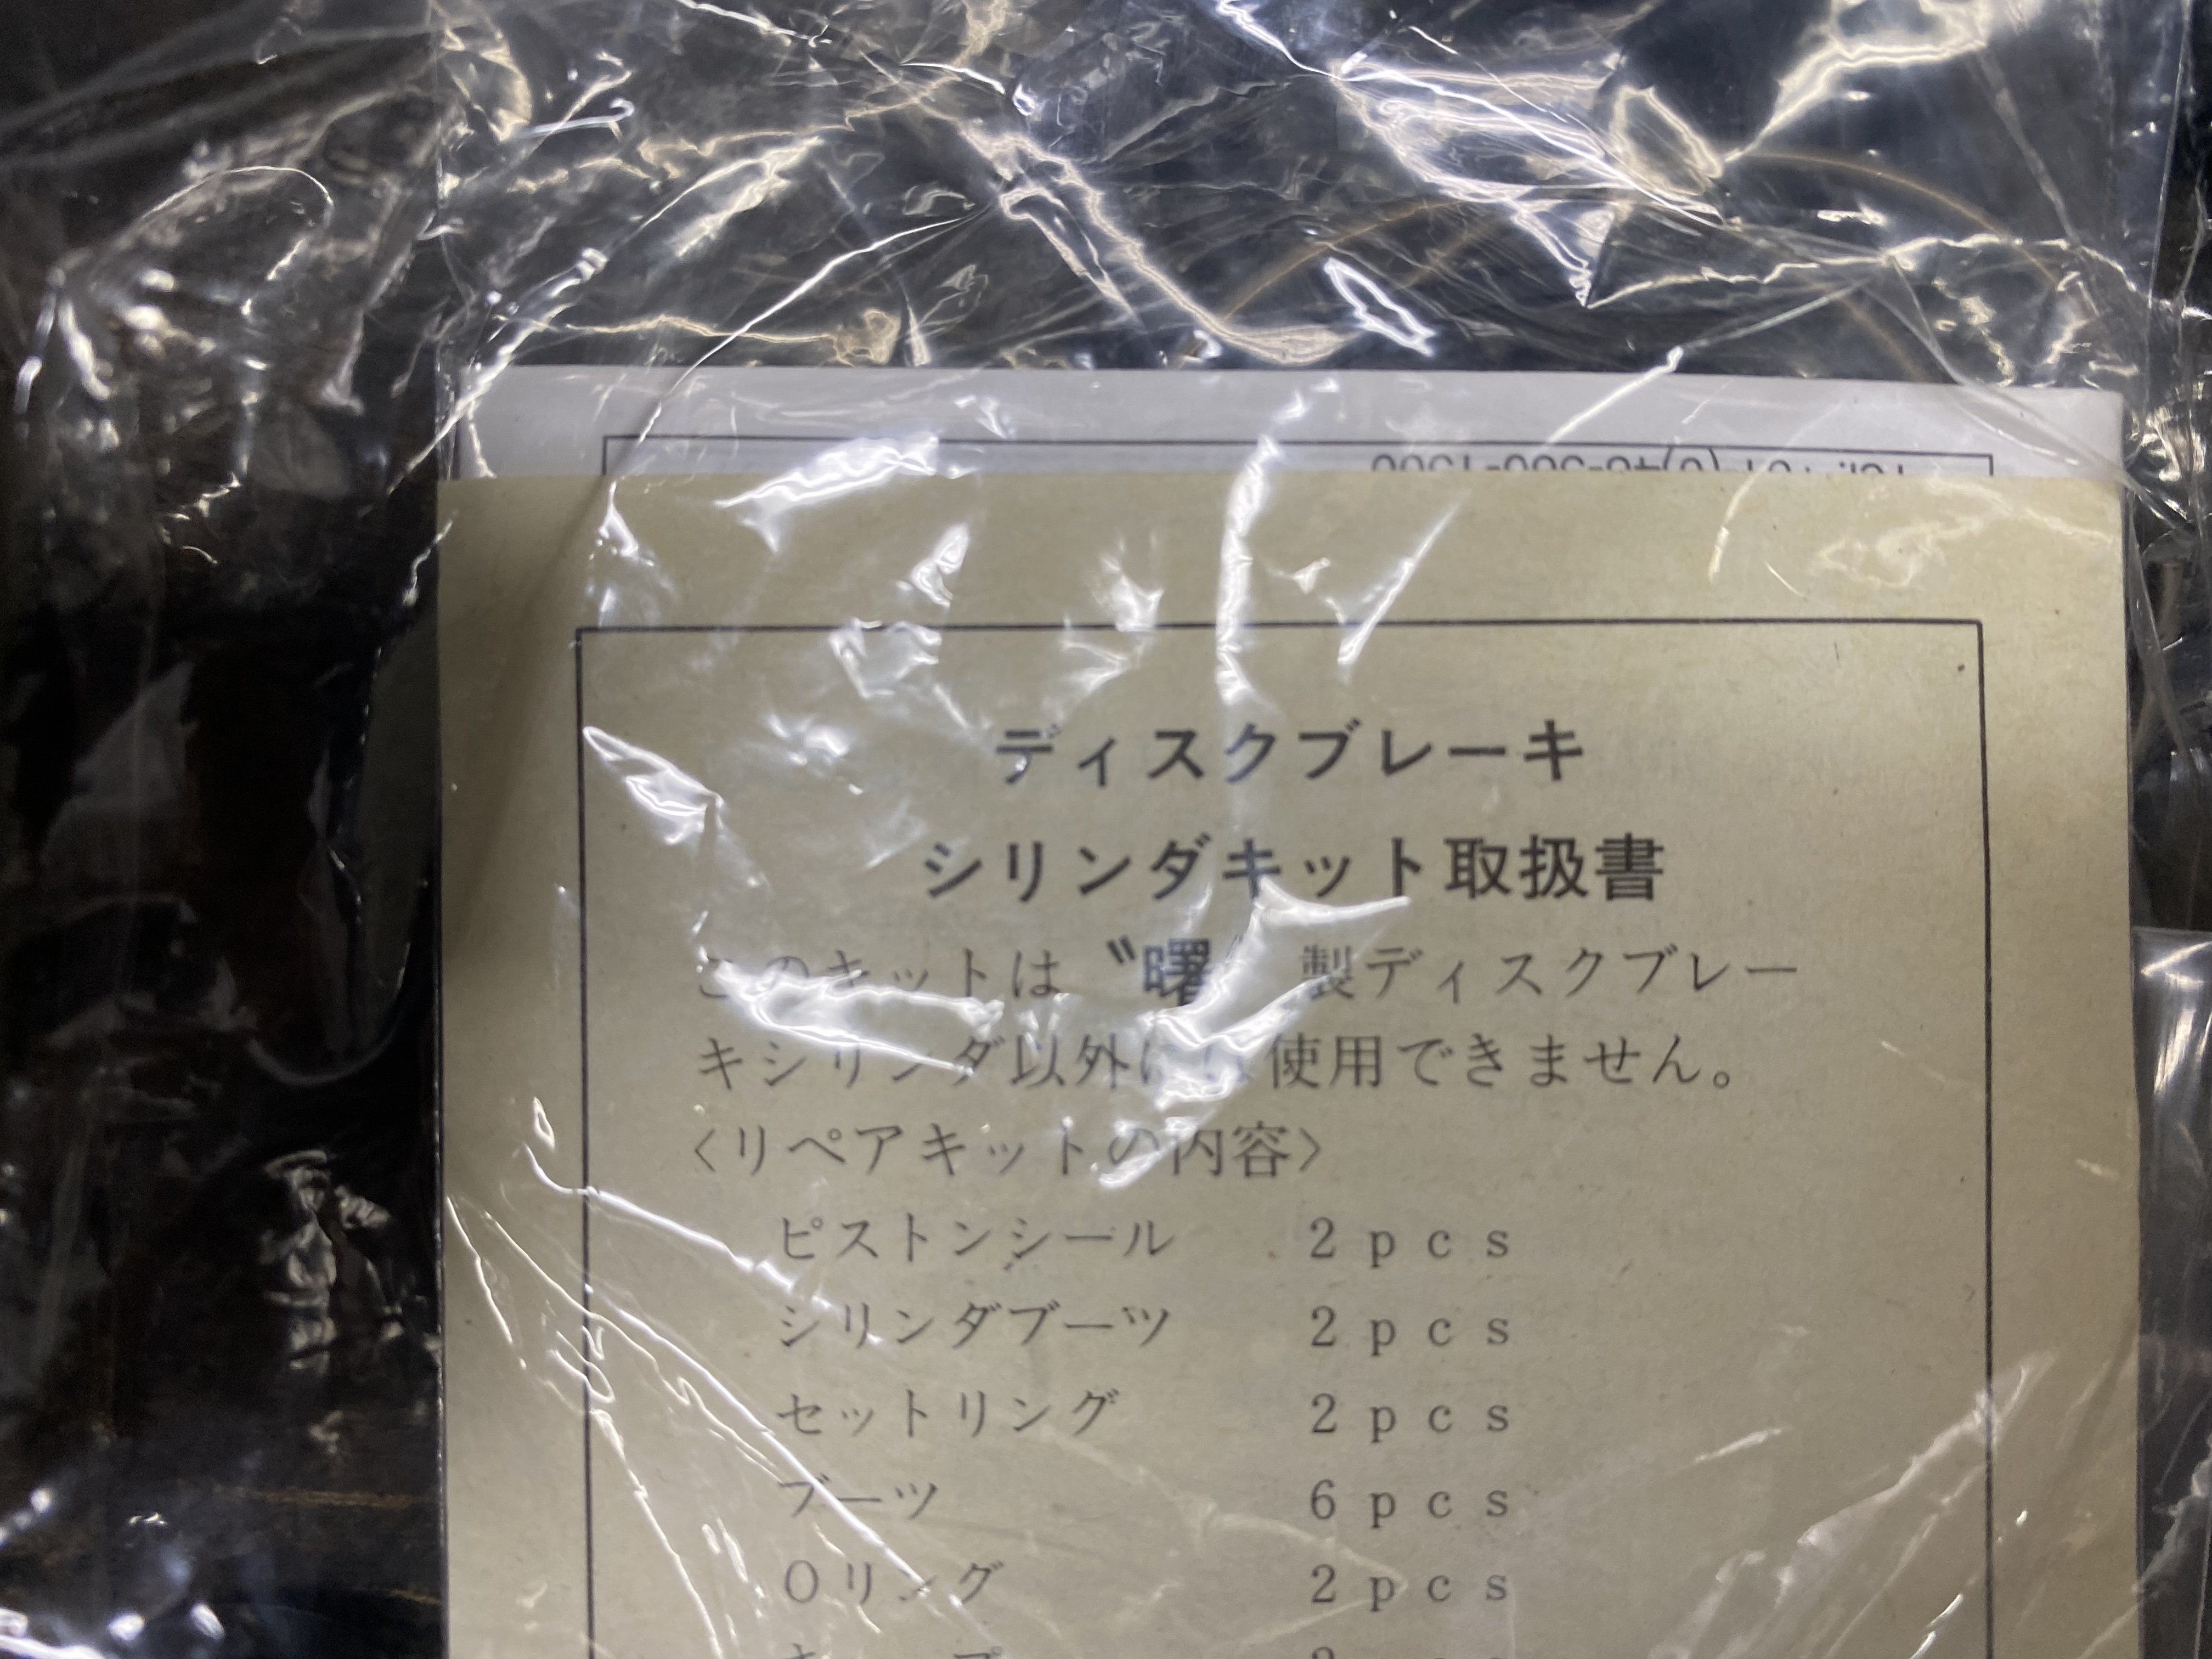 ディスクブレーキ
シリンダキット取扱書
このキットは〝曙〞製ディスクブレー
キシリンダ以外には使用できません。
〈リペアキットの内容〉
ピストンシール 2pcs
シリンダブーツ 2pcs
セットリング 2pcs
ブーツ 6pcs
Oリング 2pcs